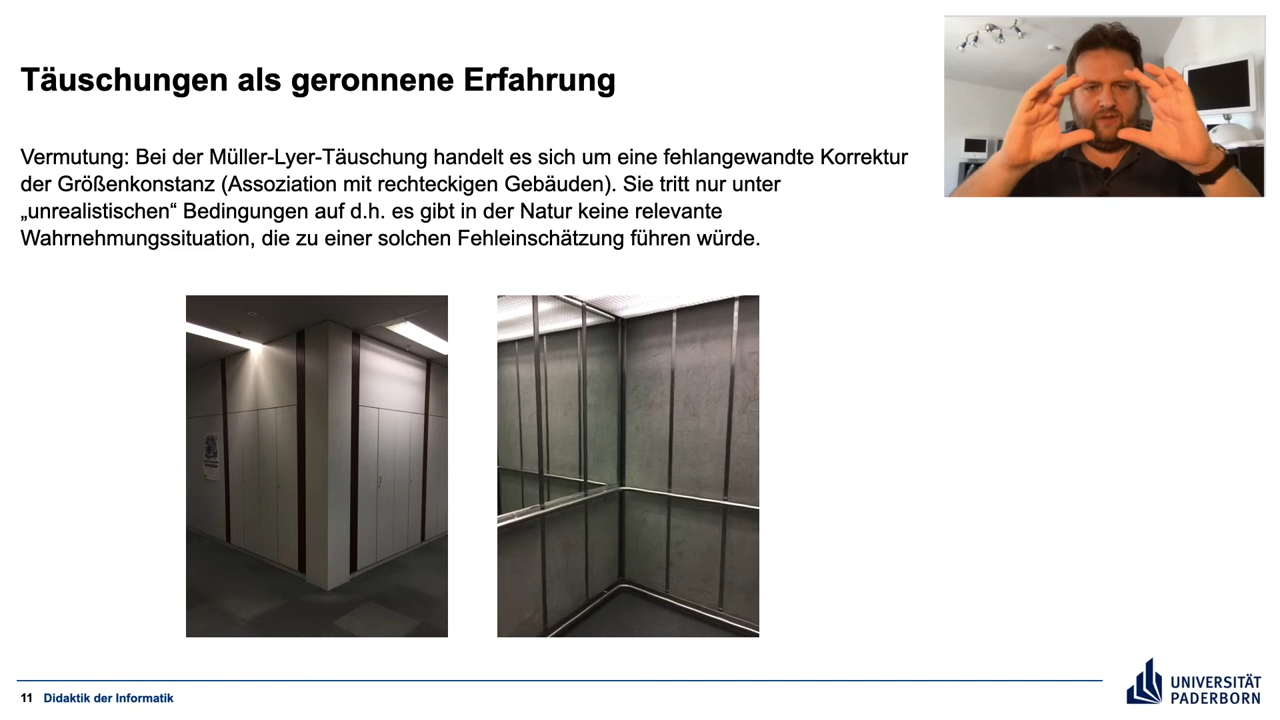 Täuschungen als geronnene Erfahrung
Vermutung: Bei der Müller-Lyer-Täuschung handelt es sich um eine fehlangewandte Korrektur
der Größenkonstanz (Assoziation mit rechteckigen Gebäuden). Sie tritt nur unter
„unrealistischen“ Bedingungen auf d.h. es gibt in der Natur keine relevante
Wahrnehmungssituation, die zu einer solchen Fehleinschätzung führen würde.
11 Didaktik der Informatik
UNIVERSITÄT
PADERBORN